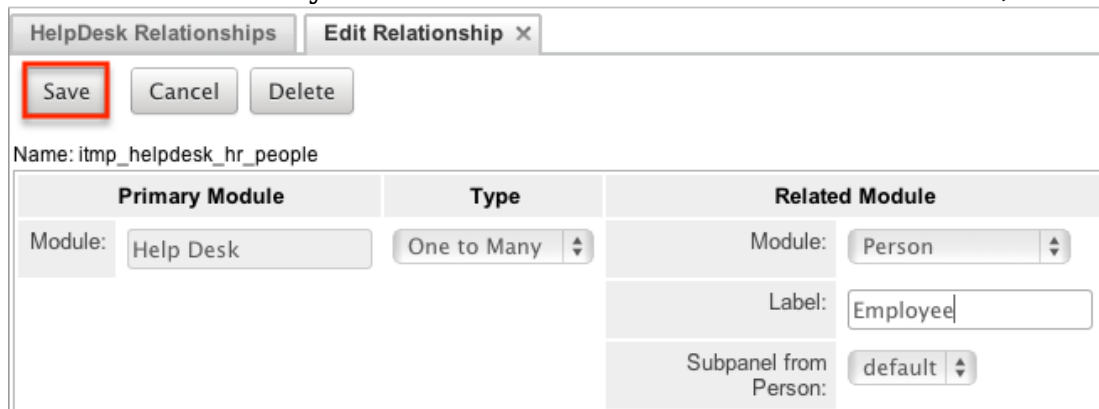 HelpDesk Relationships Edit Relationship ×
Save Cancel Delete
Name: itmp_helpdesk_hr_people
Primary Module Type Related Module
Module: Help Desk One to Many Module: Person
Label: Employee
Subpanel from default
Person: